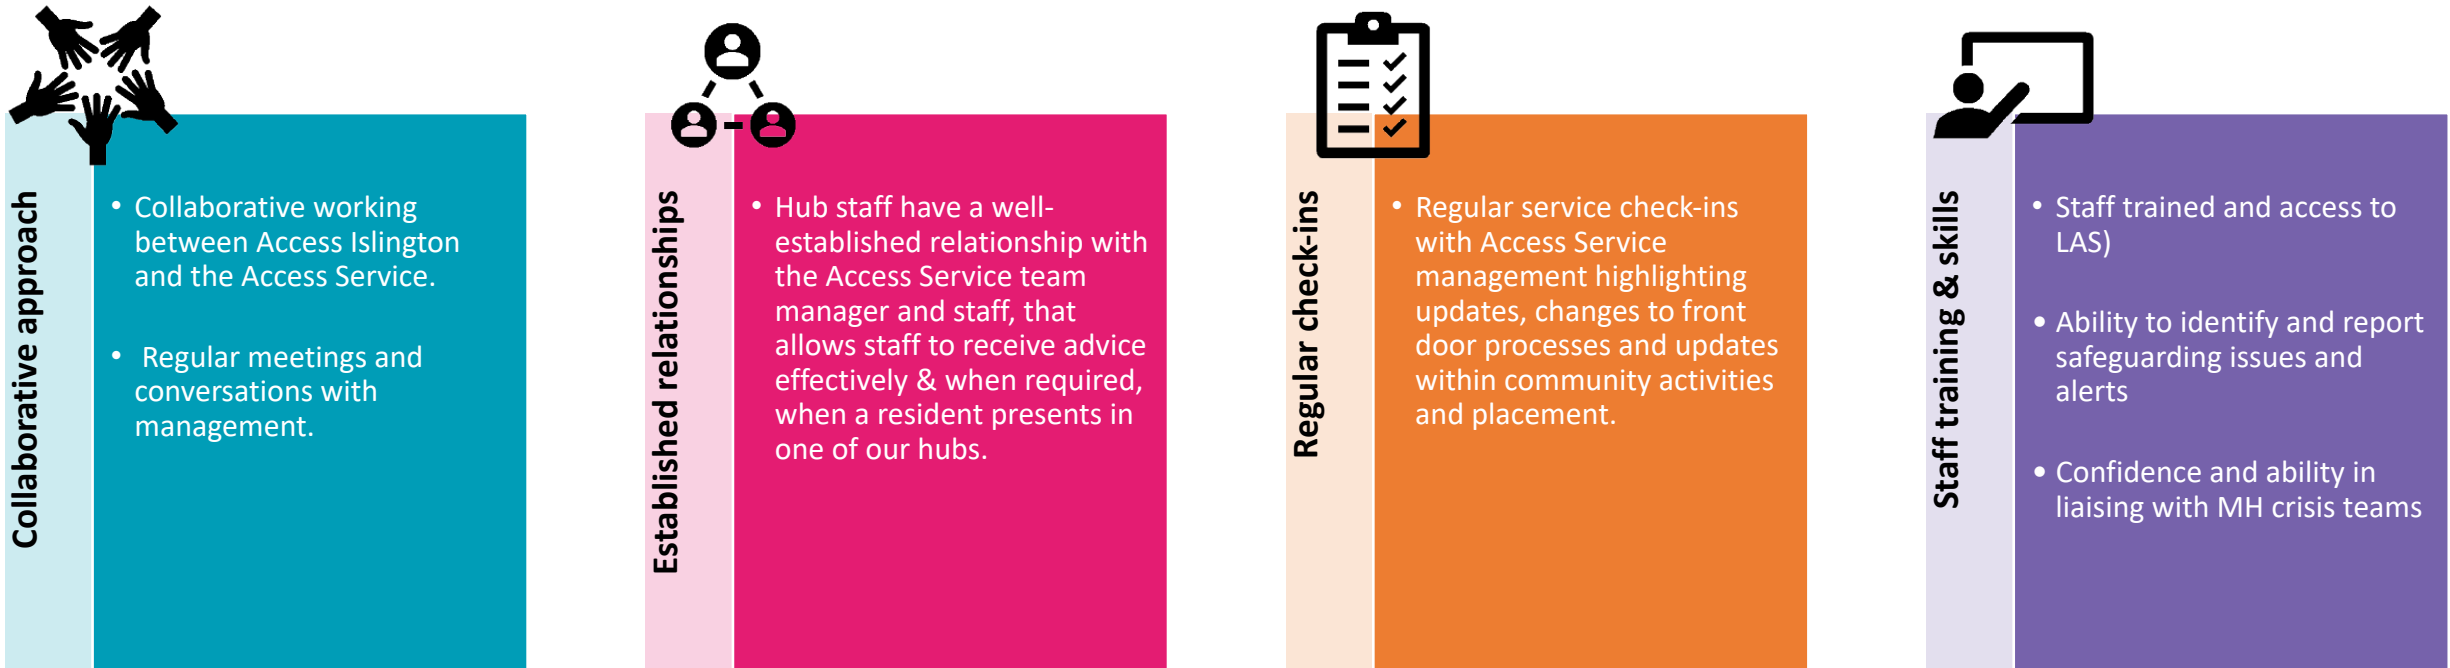 Collaborative approach
• Collaborative working
between Access Islington
and the Access Service.
• Regular meetings and
conversations with
management.
Established relationships
• Hub staff have a well-
established relationship with
the Access Service team
manager and staff, that
allows staff to receive advice
effectively & when required,
when a resident presents in
one of our hubs.
Regular check-ins
• Regular service check-ins
with Access Service
management highlighting
updates, changes to front
door processes and updates
within community activities
and placement.
Staff training & skills
• Staff trained and access to
LAS)
• Ability to identify and report
safeguarding issues and
alerts
• Confidence and ability in
liaising with MH crisis teams